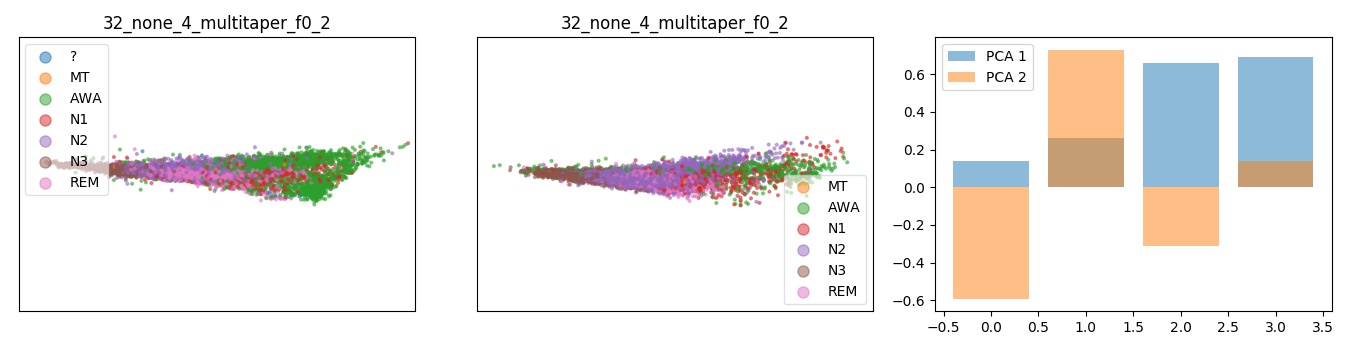 32_none_4_multitaper_f0_2
?
MT
AWA
N1
N2
N3
REM
32_none_4_multitaper_f0_2
MT
AWA
N1
N2
N3
REM
PCA 1
PCA 2
0.6
0.4
0.2
0.0
−0.2
−0.4
−0.6
−0.5 0.0 0.5 1.0 1.5 2.0 2.5 3.0 3.5